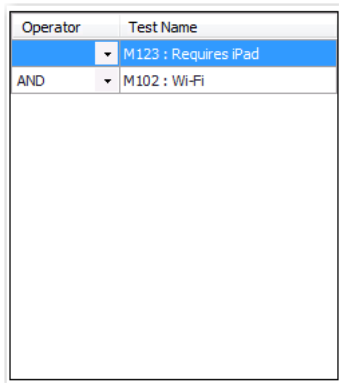 Operator Test Name
M123 : Requires iPad
AND M102 : Wi-Fi